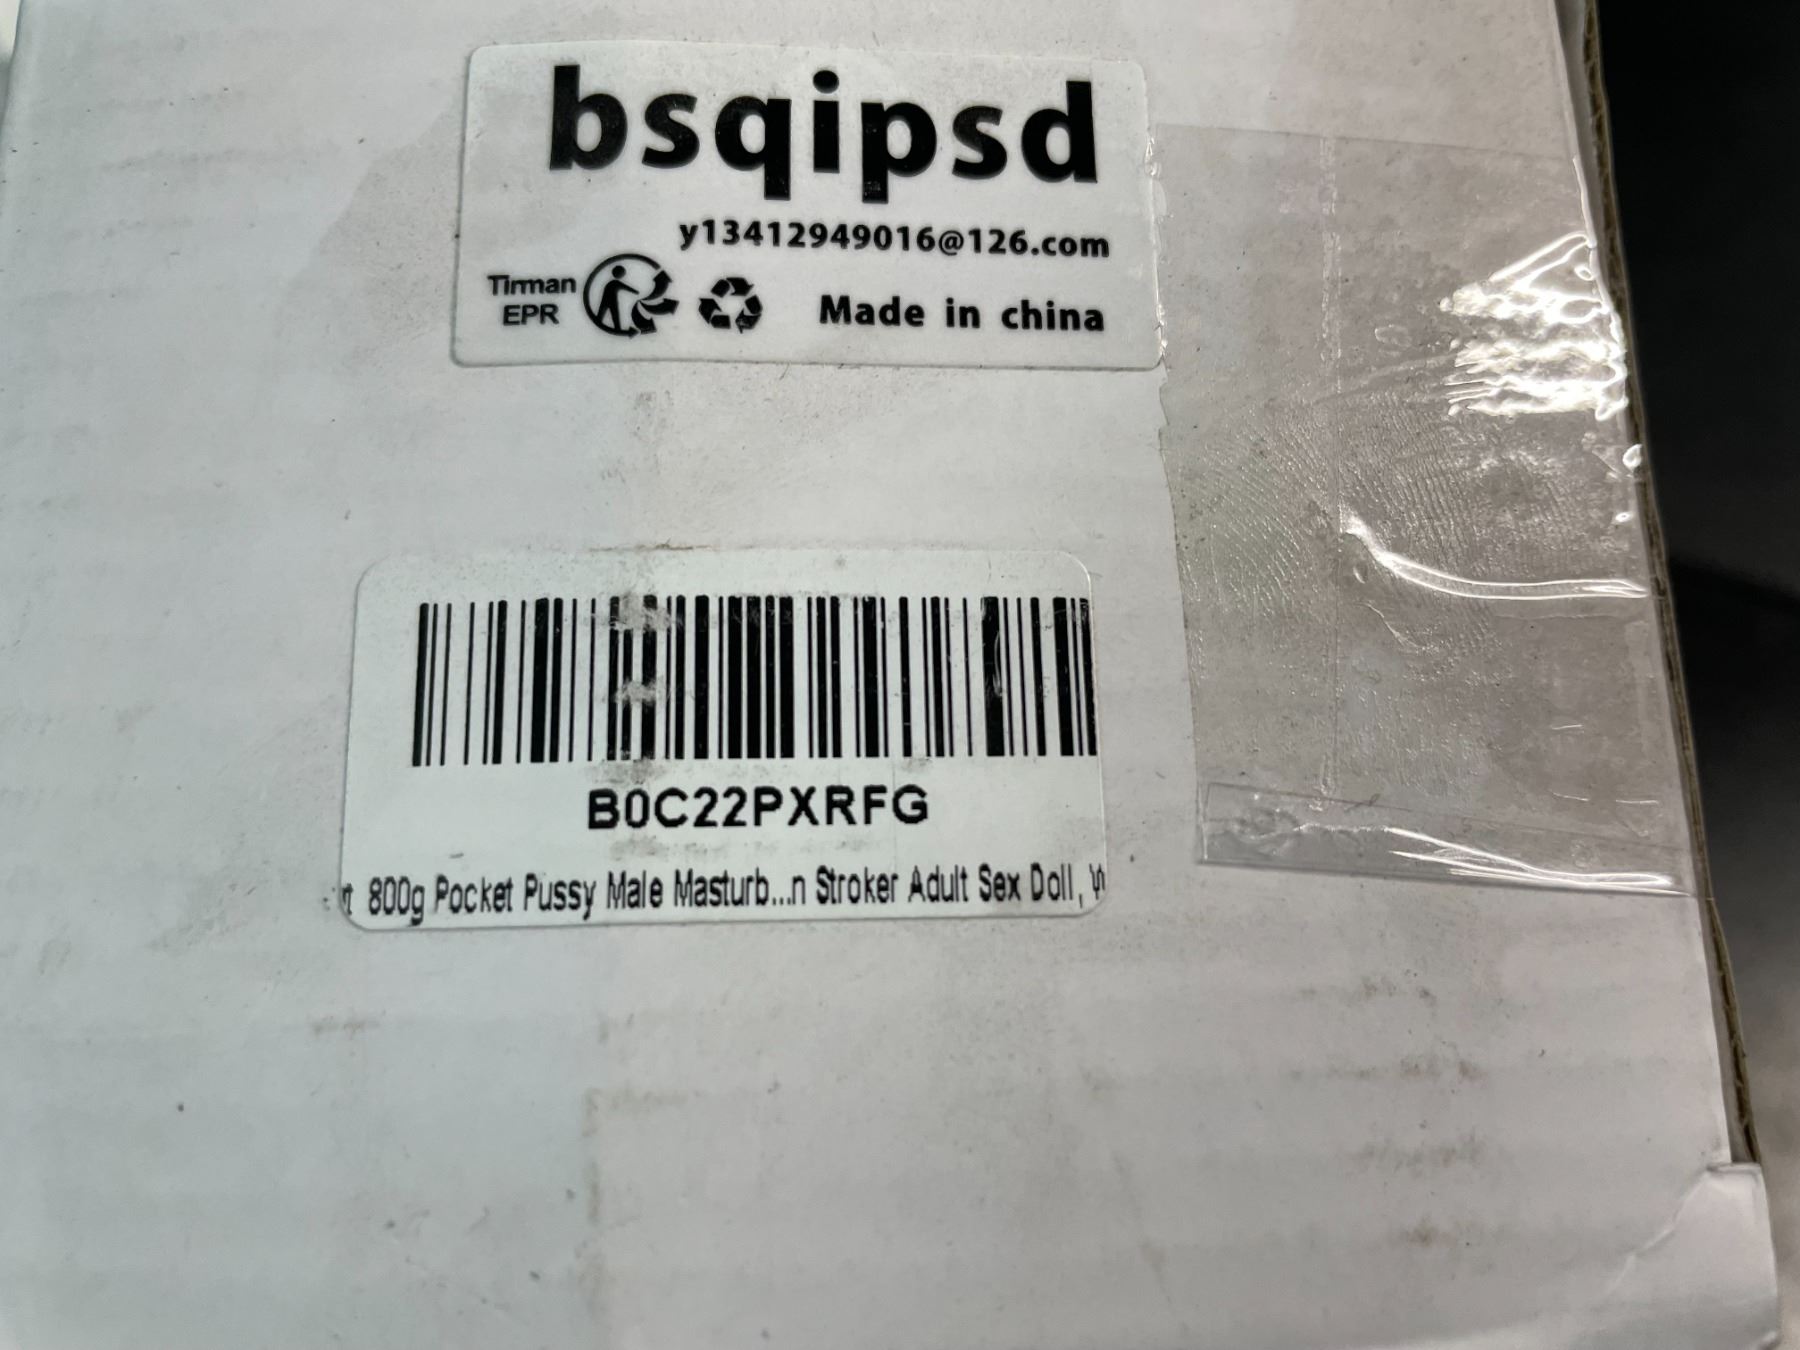 bsqipsd
y13412949016@126.com
Tirman
EPR
Made in china
B0C22PXRFG
800g Pocket Pussy Male Masturb...n Stroker Adult Sex Doll,